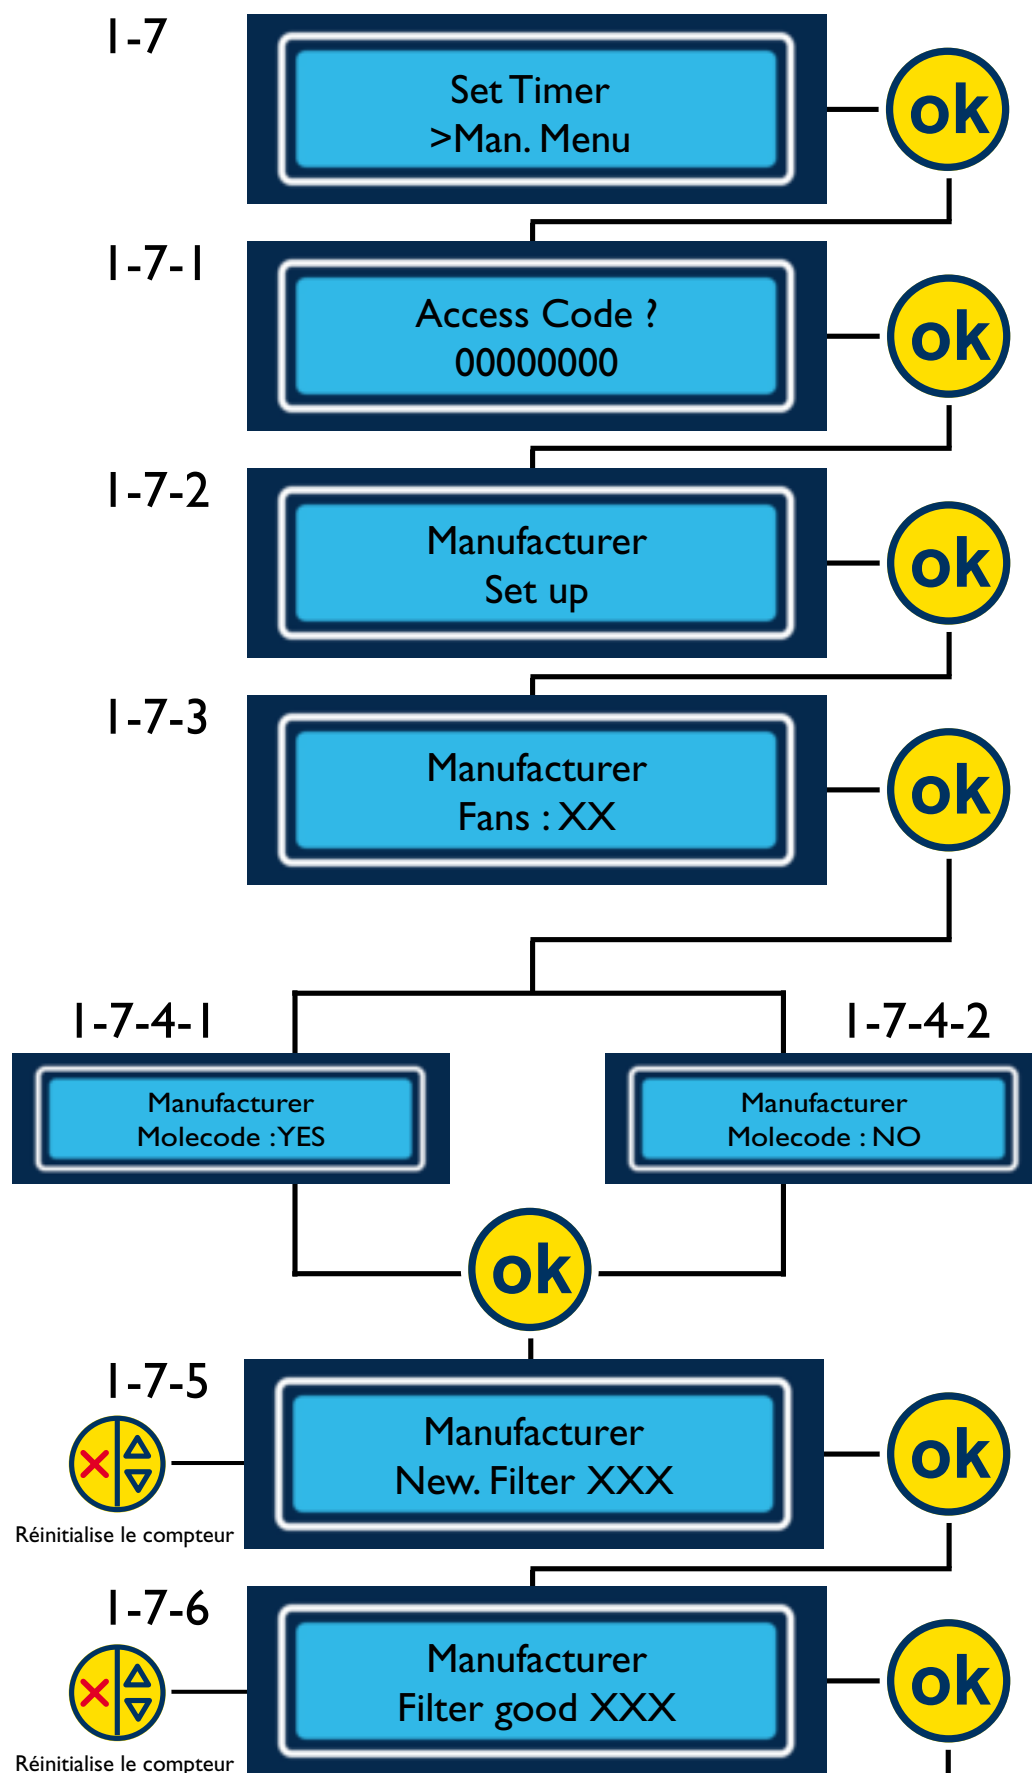 1-7
Set Timer
>Man. Menu
ok
1-7-1
Access Code ?
00000000
ok
1-7-2
Manufacturer
Set up
ok
1-7-3
Manufacturer
Fans : XX
ok
1-7-4-1
Manufacturer
Molecode : YES
1-7-4-2
Manufacturer
Molecode : NO
ok
1-7-5
Manufacturer
New. Filter XXX
ok
Réinitialise le compteur
1-7-6
Manufacturer
Filter good XXX
ok
Réinitialise le compteur